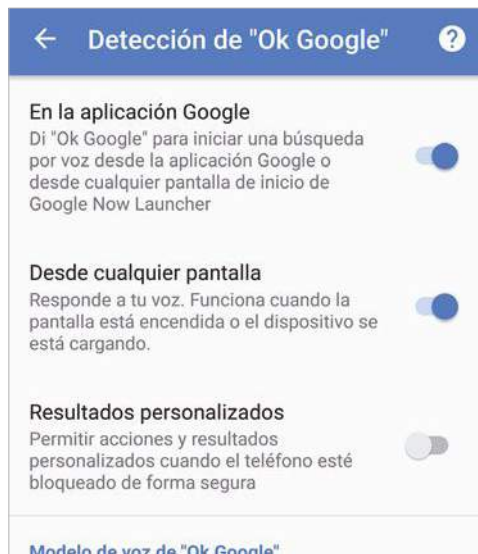 Detección de "Ok Google"
En la aplicación Google
Di "Ok Google" para iniciar una búsqueda
por voz desde la aplicación Google o
desde cualquier pantalla de inicio de
Google Now Launcher
Desde cualquier pantalla
Responde a tu voz. Funciona cuando la
pantalla está encendida o el dispositivo se
está cargando.
Resultados personalizados
Permitir acciones y resultados
personalizados cuando el teléfono esté
bloqueado de forma segura
Modelo de voz de "Ok Google"